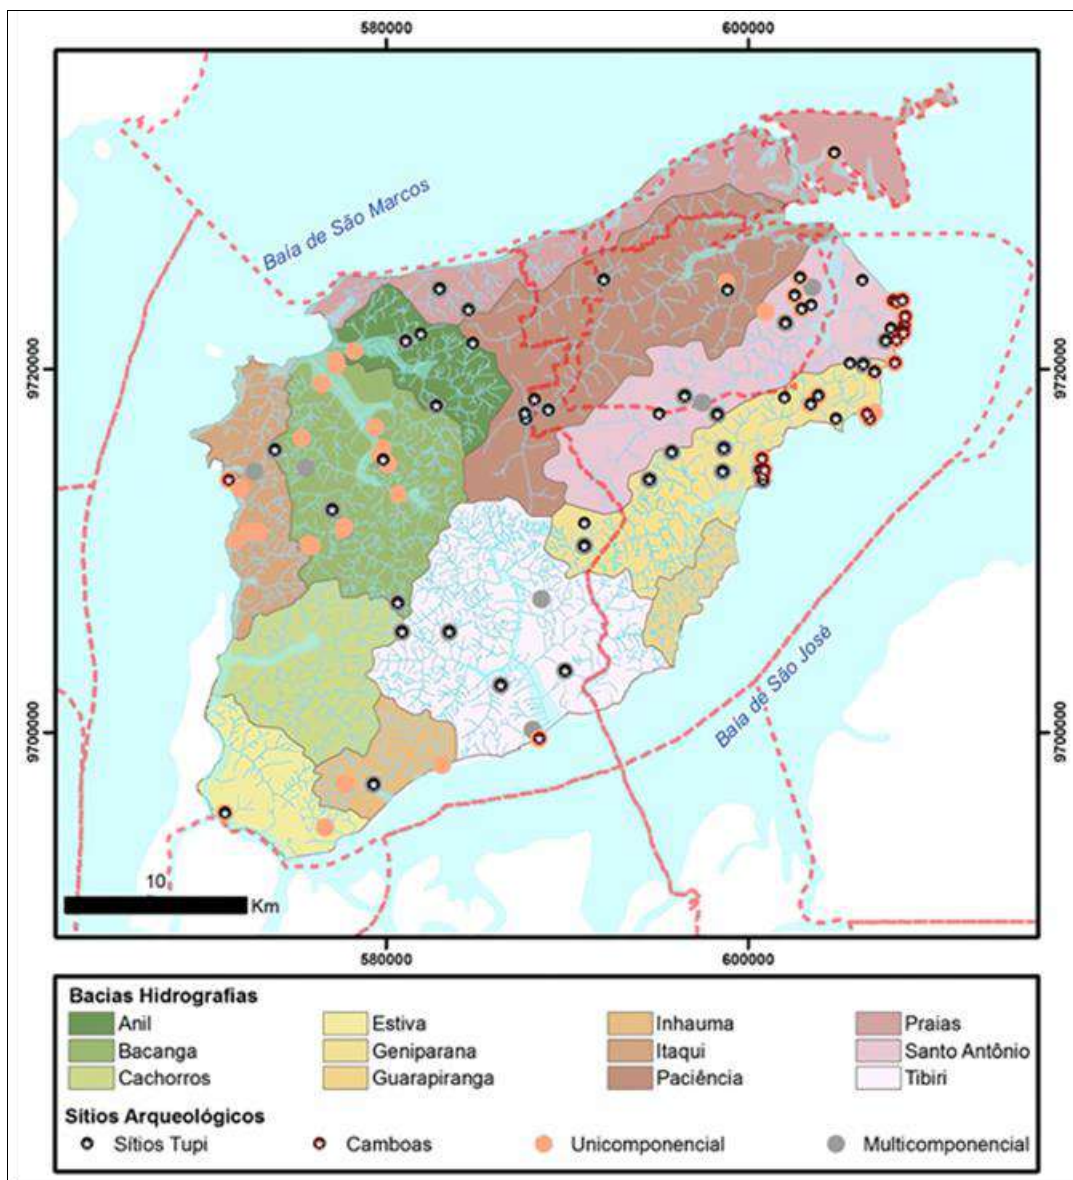 580000 600000
Baía de São Marcos
9720000 9720000
Baía de São José
9700000 9700000
10
Km
580000 600000
Bacias Hidrografias
Anil Estiva Inhauma Praias
Bacanga Geniparana Itaqui Santo Antônio
Cachorros Guarapiranga Paciência Tibiri
Sítios Arqueológicos
Sítios Tupi Camboas Unicomponencial Multicomponencial